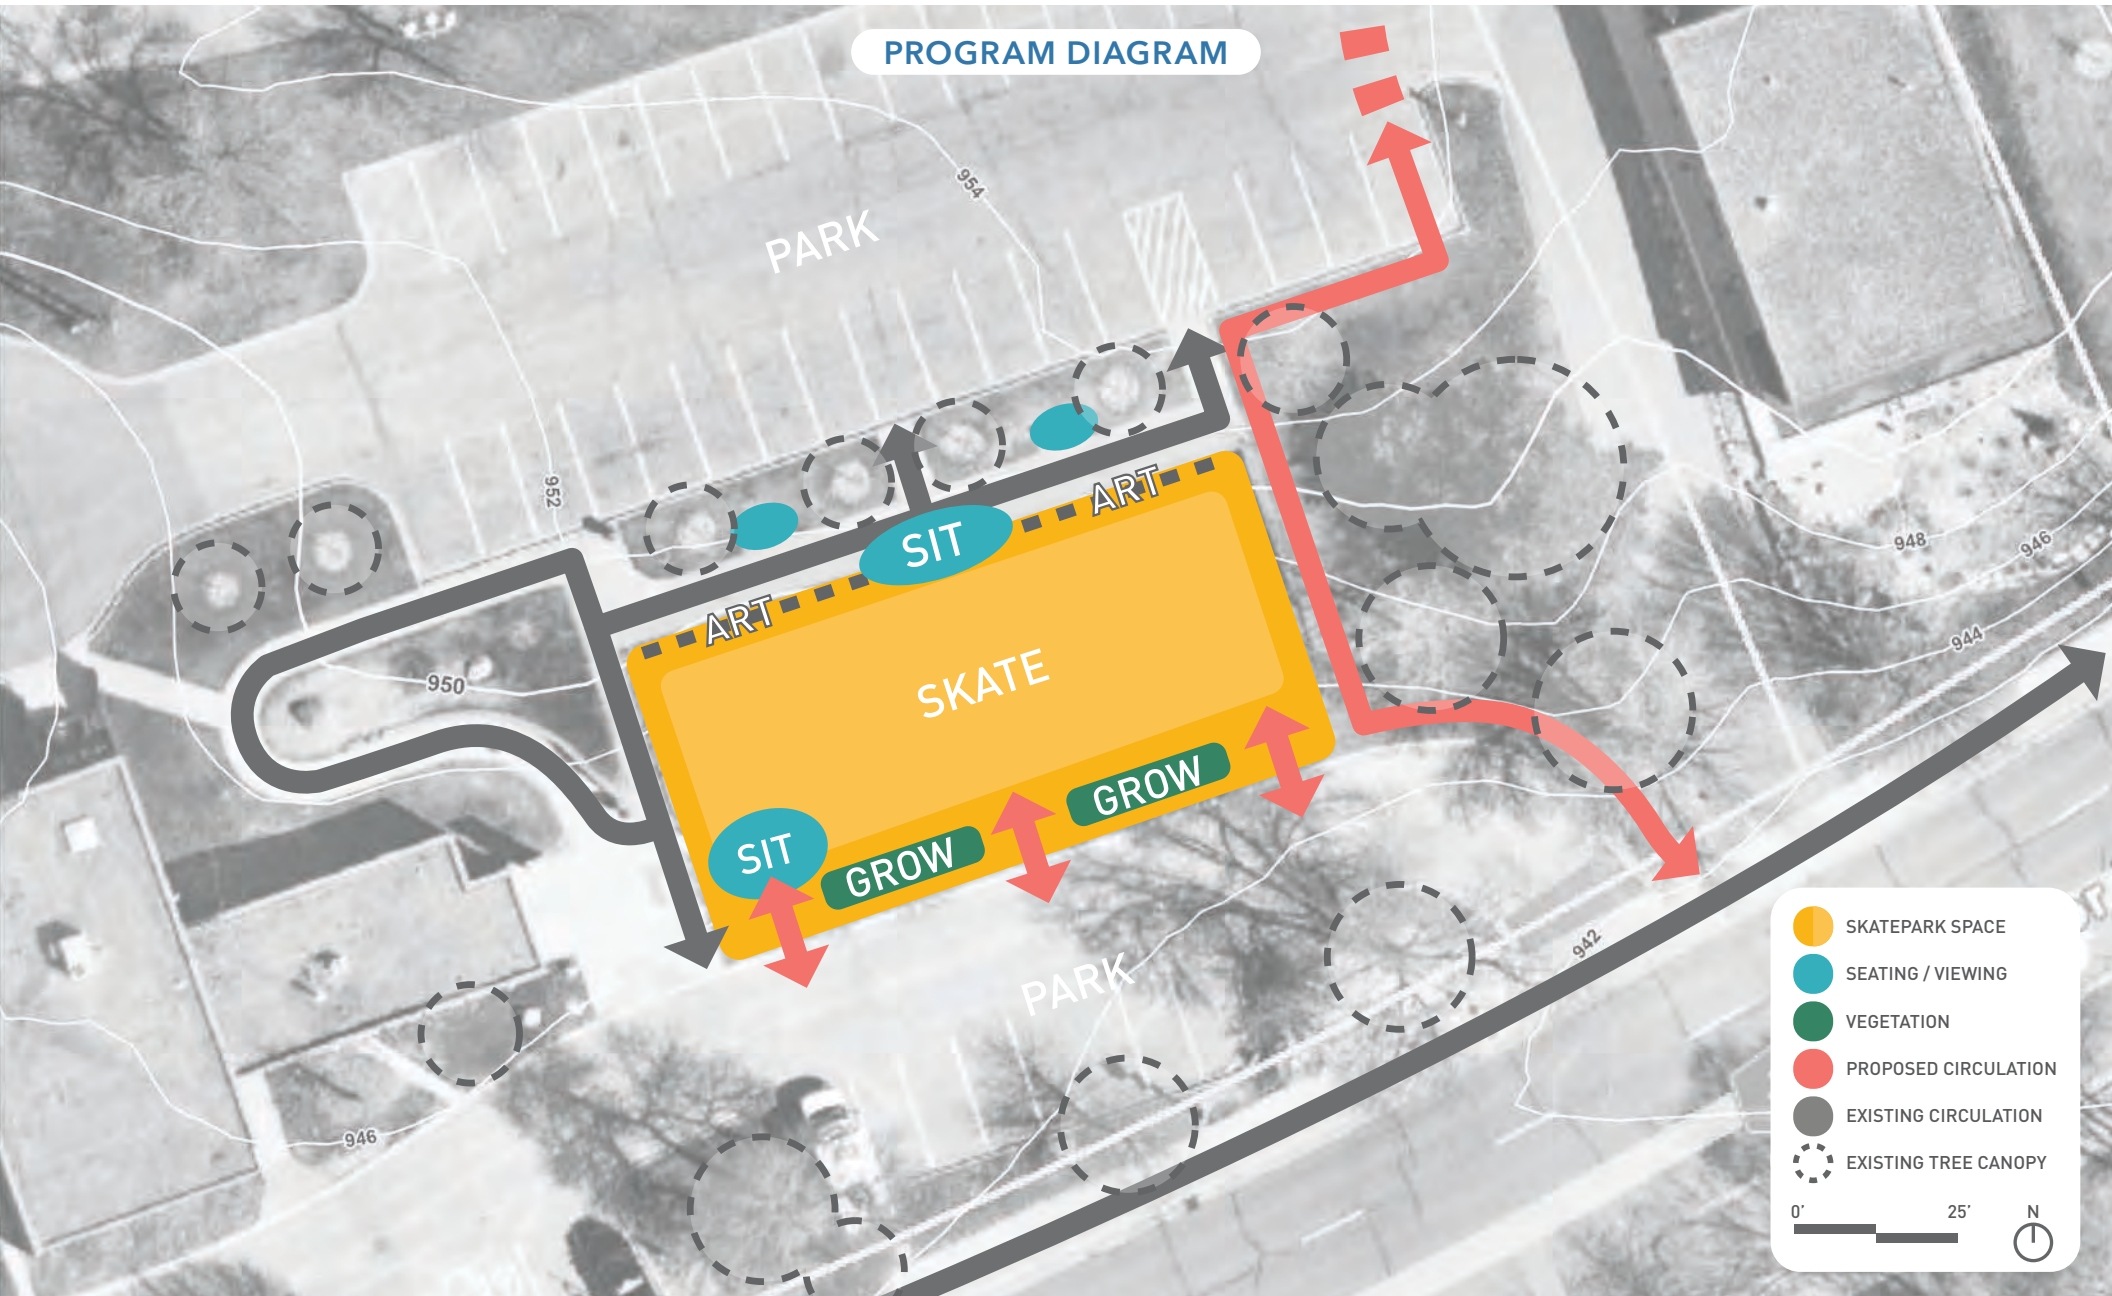 PROGRAM DIAGRAM
954
PARK
952
ART
SIT
ART
948
946
944
950
SKATE
GROW
SIT
GROW
PARK
942
946
SKATEPARK SPACE
SEATING / VIEWING
VEGETATION
PROPOSED CIRCULATION
EXISTING CIRCULATION
EXISTING TREE CANOPY
0' 25' N